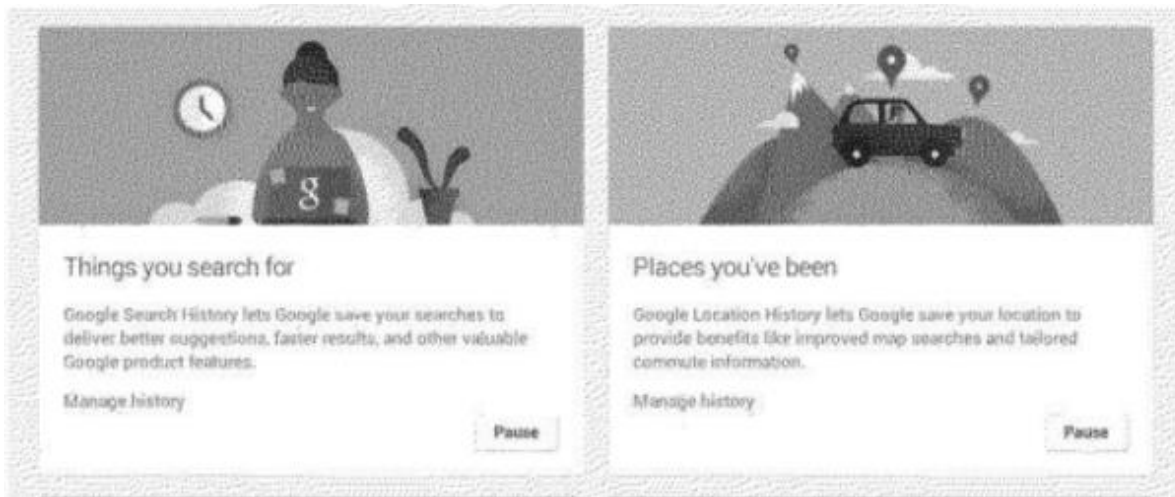 g
Things you search for
Google Search History lets Google save your searches to
deliver better suggestions, faster results, and other valuable
Google product features.
Manage history
Pause
Places you've been
Google Location History lets Google save your location to
provide benefits like improved map searches and tailored
commute information.
Manage history
Pause